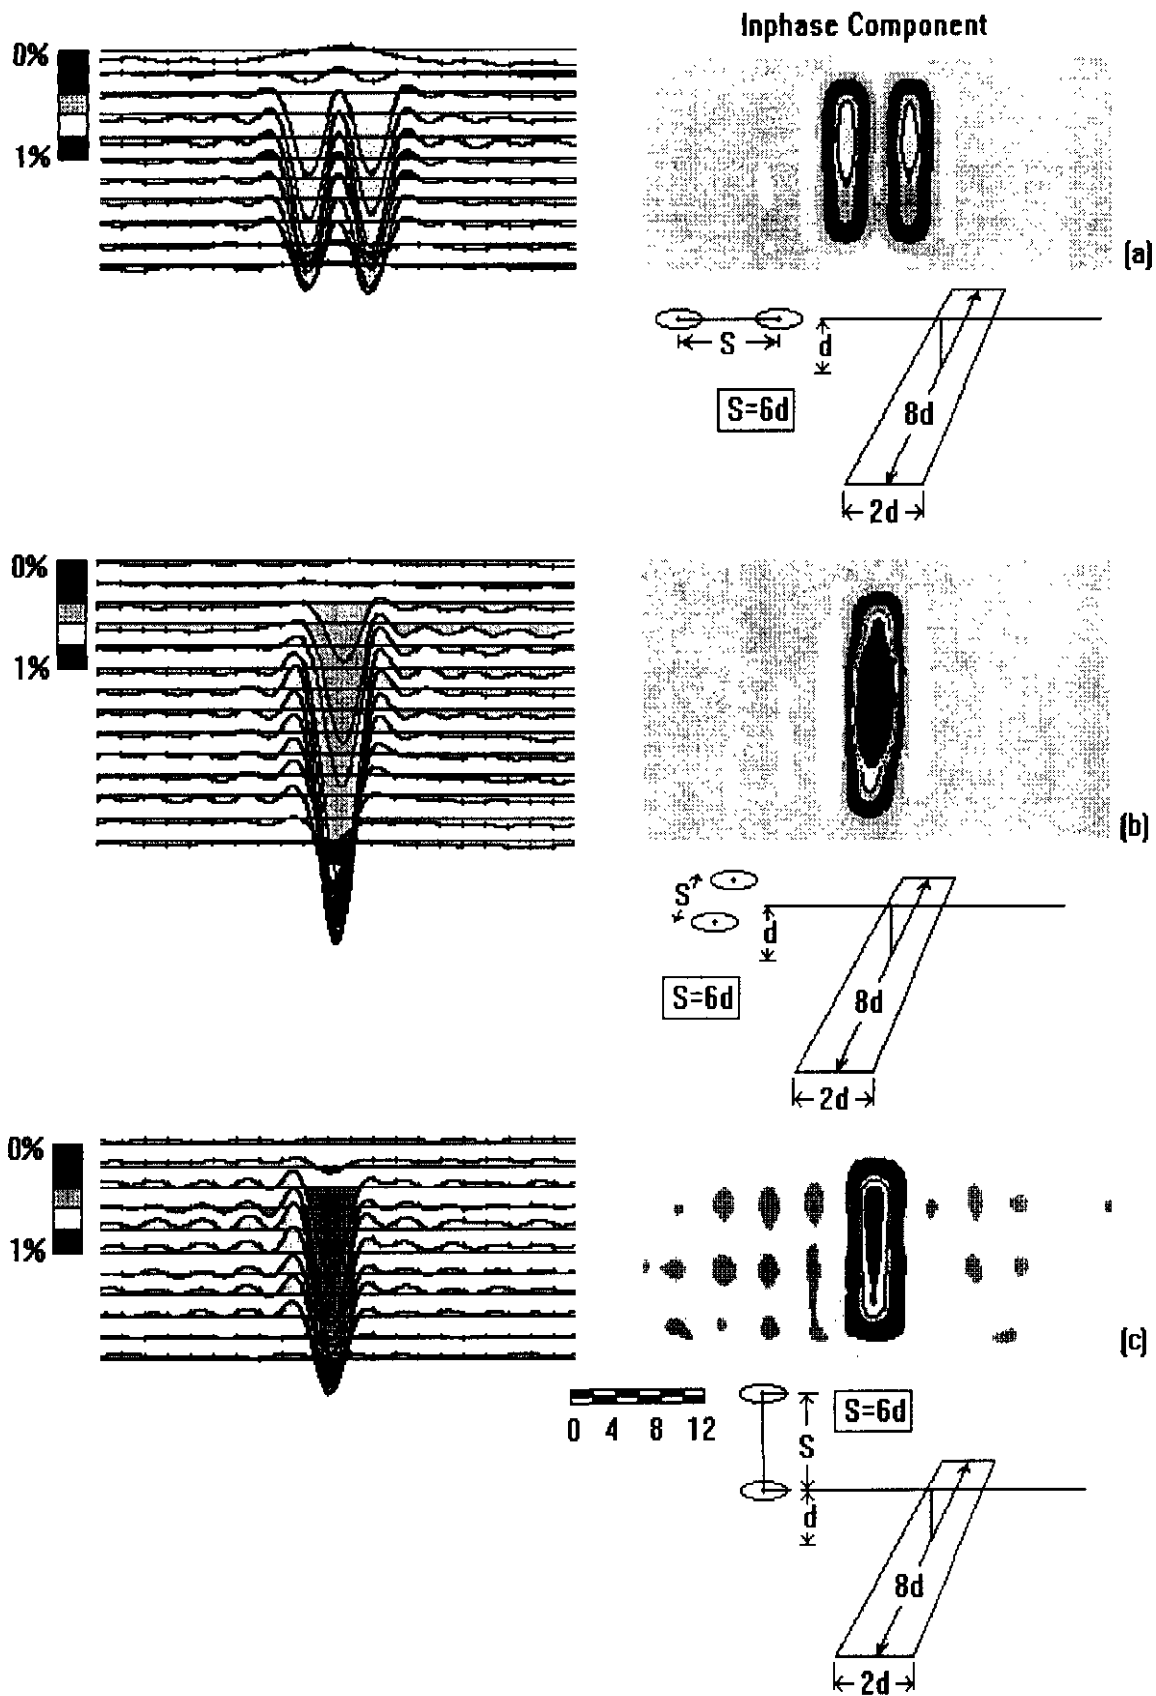 Inphase Component
0%
1%
(a)
S
d
S=6d
8d
2d
0%
1%
(b)
S
d
S=6d
8d
2d
0%
1%
(c)
0 4 8 12
S=6d
S
d
8d
2d